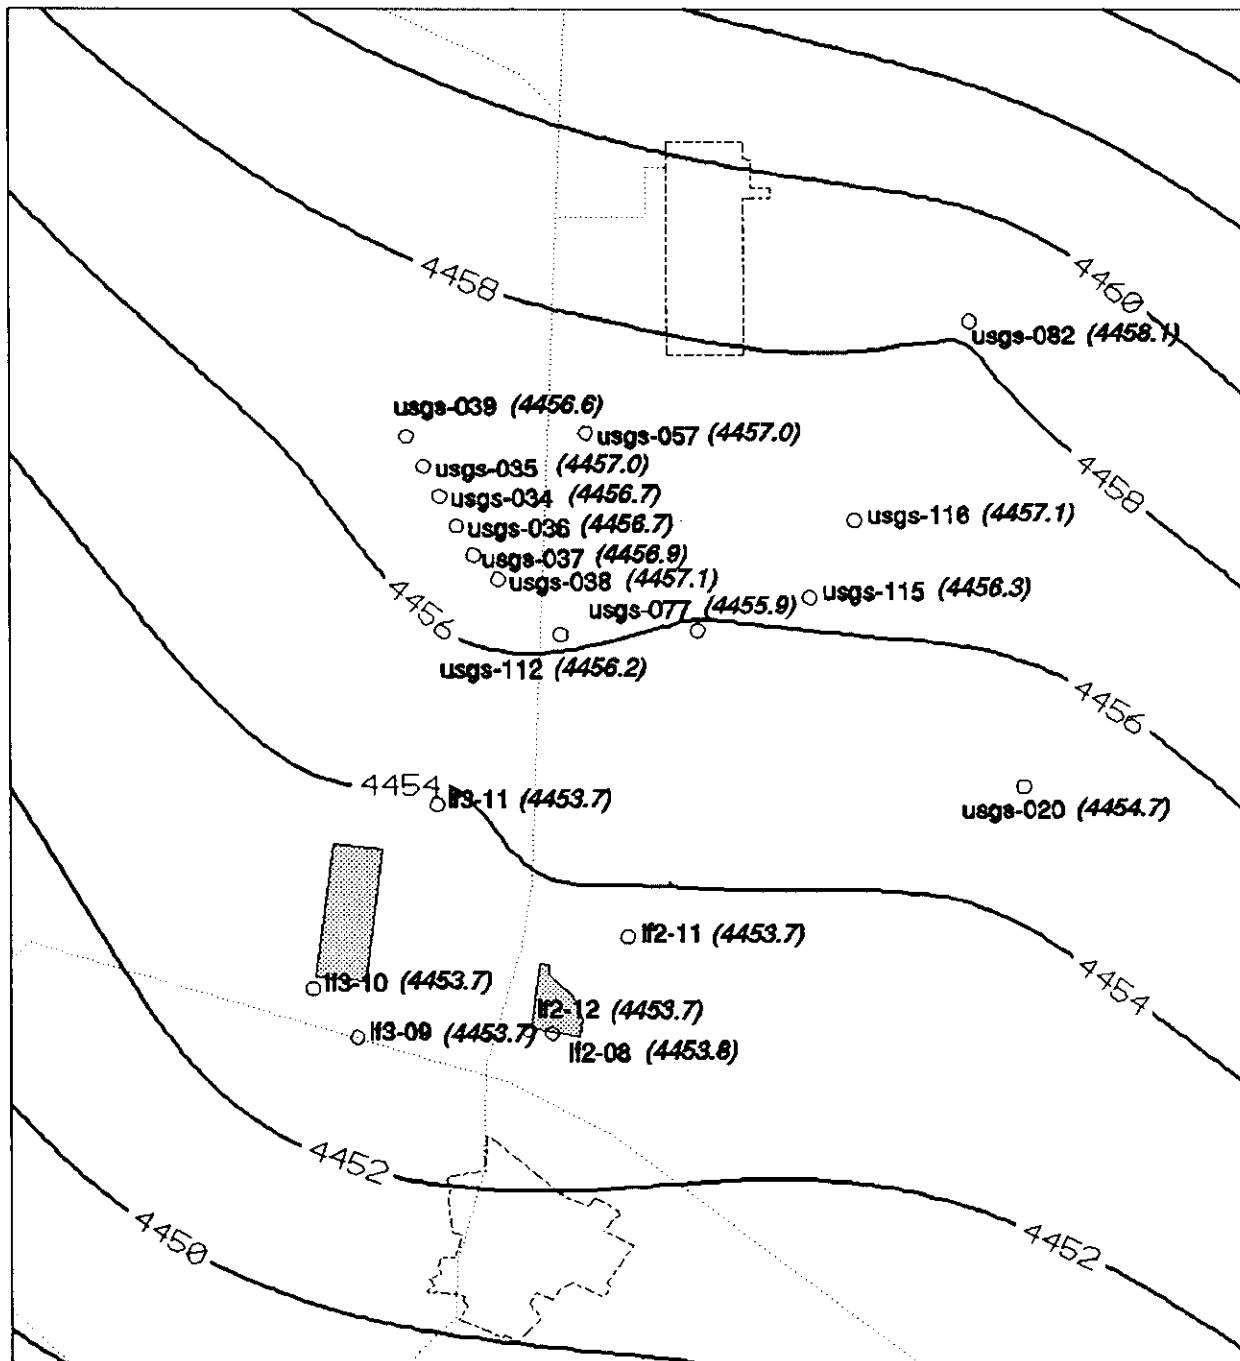 4458
4460
usgs-082 (4458.1)
usgs-039 (4456.6)
usgs-057 (4457.0)
usgs-035 (4457.0)
4458
usgs-034 (4456.7)
usgs-116 (4457.1)
usgs-036 (4456.7)
usgs-037 (4456.9)
usgs-038 (4457.1)
usgs-115 (4456.3)
4456
usgs-077 (4455.9)
usgs-112 (4456.2)
4456
4454
lf3-11 (4453.7)
usgs-020 (4454.7)
lf2-11 (4453.7)
lf3-10 (4453.7)
4454
lf2-12 (4453.7)
lf3-09 (4453.7)
lf2-08 (4453.8)
4452
4450
4452